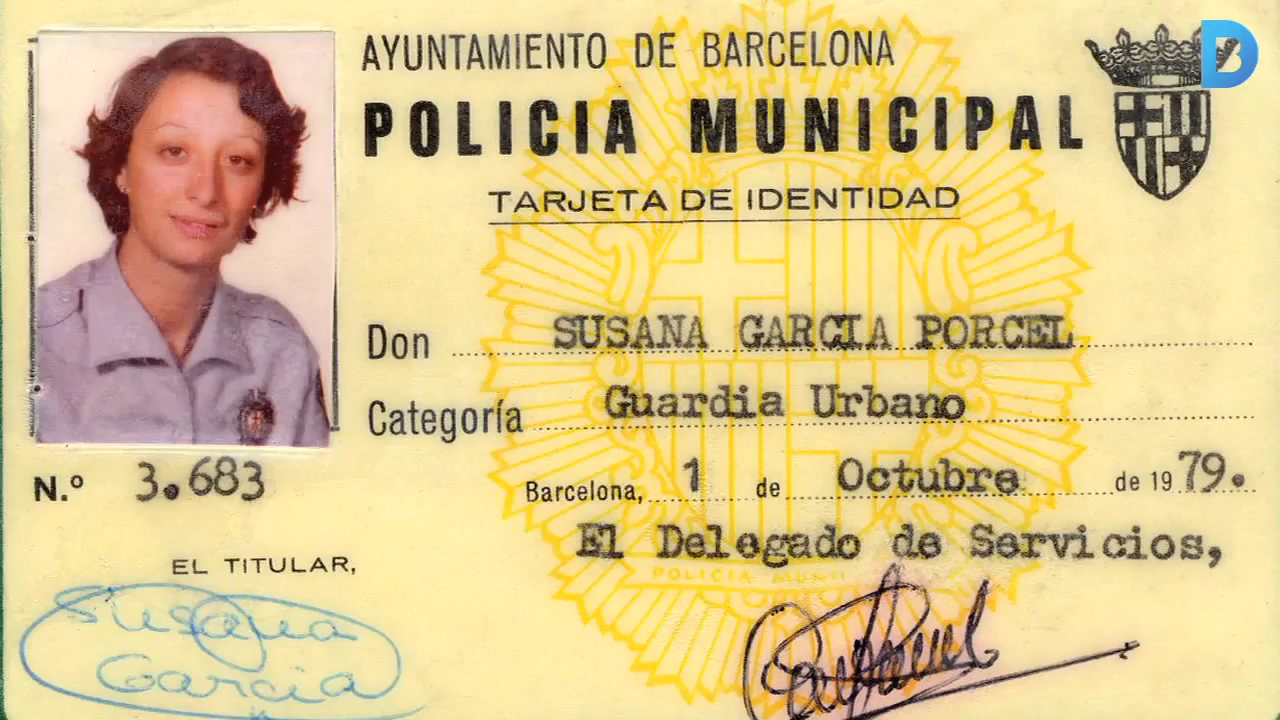 AYUNTAMIENTO DE BARCELONA
POLICIA MUNICIPAL
TARJETA DE IDENTIDAD
Don SUSANA GARCIA PORCEL
Categoría Guardia Urbano
N.º 3.683
Barcelona, 1 de Octubre de 1979.
El Delegado de Servicios,
POLICIA
EL TITULAR,
Susana
Garcia
B